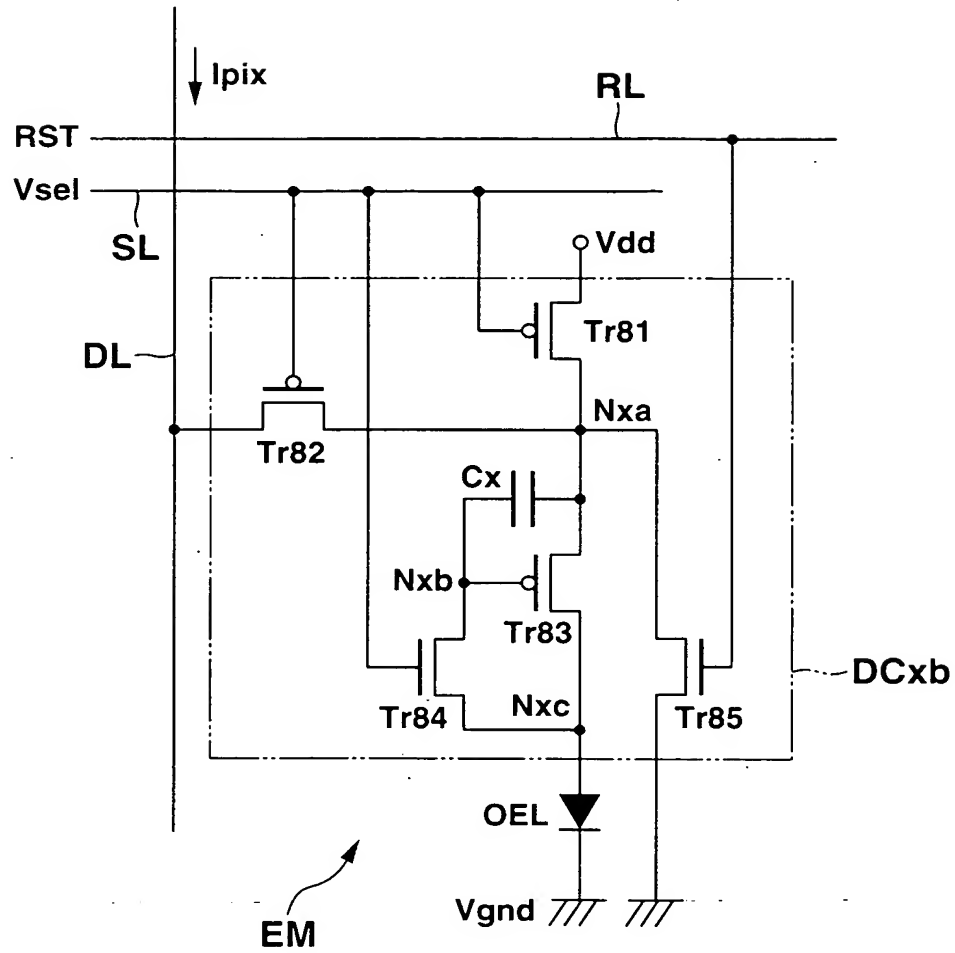 Ipix
RL
RST
Vsel
SL
Vdd
Tr81
DL
Nxa
Tr82
Cx
Nxb
Tr83
DCxb
Tr84
Nxc
Tr85
OEL
Vgnd
EM